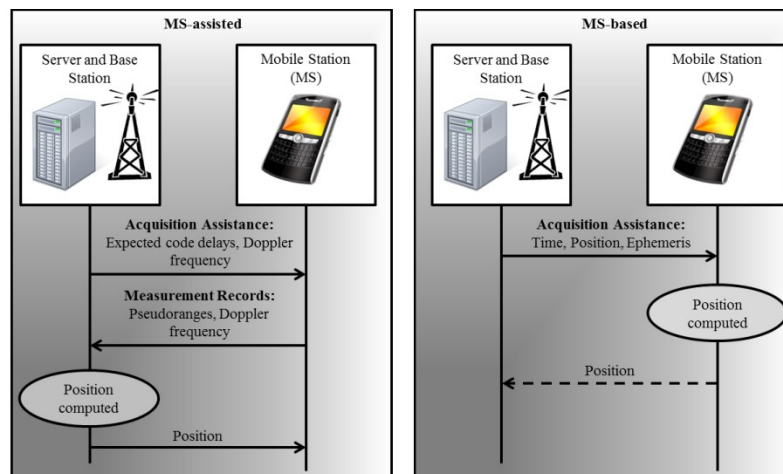 MS-assisted
Server and Base
Station
Mobile Station
(MS)
Acquisition Assistance:
Expected code delays, Doppler
frequency
Measurement Records:
Pseudoranges, Doppler
frequency
Position
computed
Position
MS-based
Server and Base
Station
Mobile Station
(MS)
Acquisition Assistance:
Time, Position, Ephemeris
Position
computed
Position